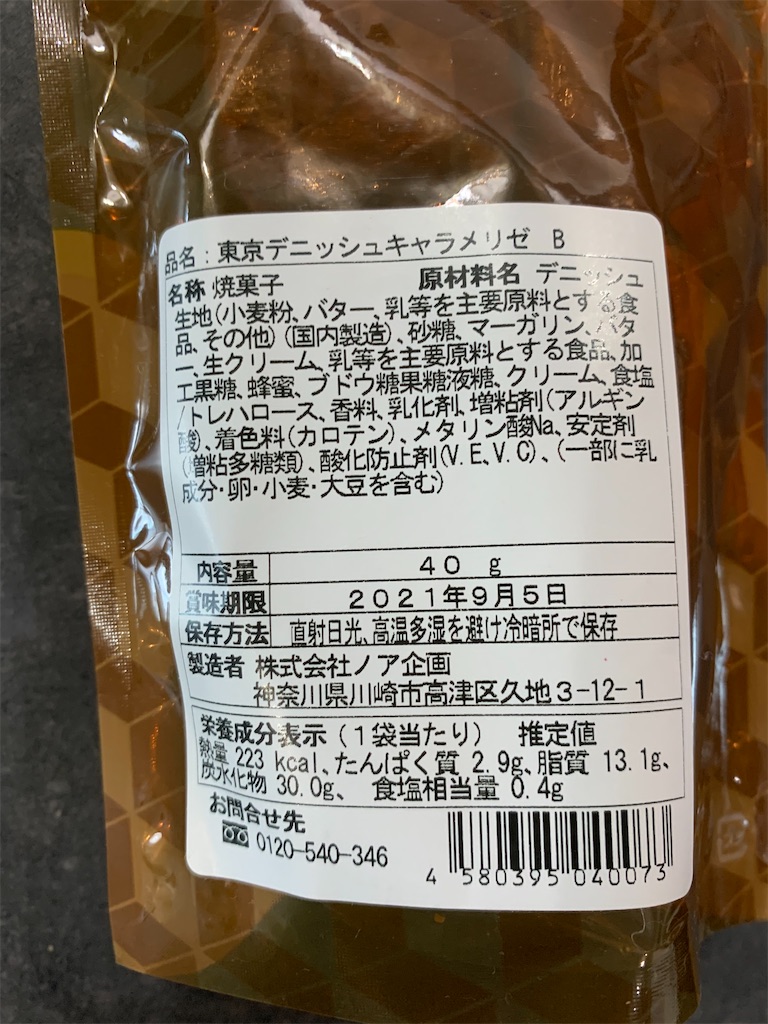 品名：東京デニッシュキャラメリゼ B
名称 焼菓子 原材料名 デニッシュ
生地(小麦粉、バター、乳等を主要原料とする食
品、その他)(国内製造)、砂糖、マーガリン、バタ
ー、生クリーム、乳等を主要原料とする食品、加
工黒糖、蜂蜜、ブドウ糖果糖液糖、クリーム、食塩
/トレハロース、香料、乳化剤、増粘剤(アルギン
酸)、着色料(カロテン)、メタリン酸Na、安定剤
(増粘多糖類)、酸化防止剤(V.E、V.C)、(一部に乳
成分・卵・小麦・大豆を含む)
内容量 40 g
賞味期限 2021年9月5日
保存方法 直射日光、高温多湿を避け冷暗所で保存
製造者 株式会社ノア企画
神奈川県川崎市高津区久地3-12-1
栄養成分表示(1袋当たり) 推定値
熱量 223 kcal、たんぱく質 2.9g、脂質 13.1g、
炭水化物 30.0g、 食塩相当量 0.4g
お問合せ先
0120-540-346
4 580395 040073